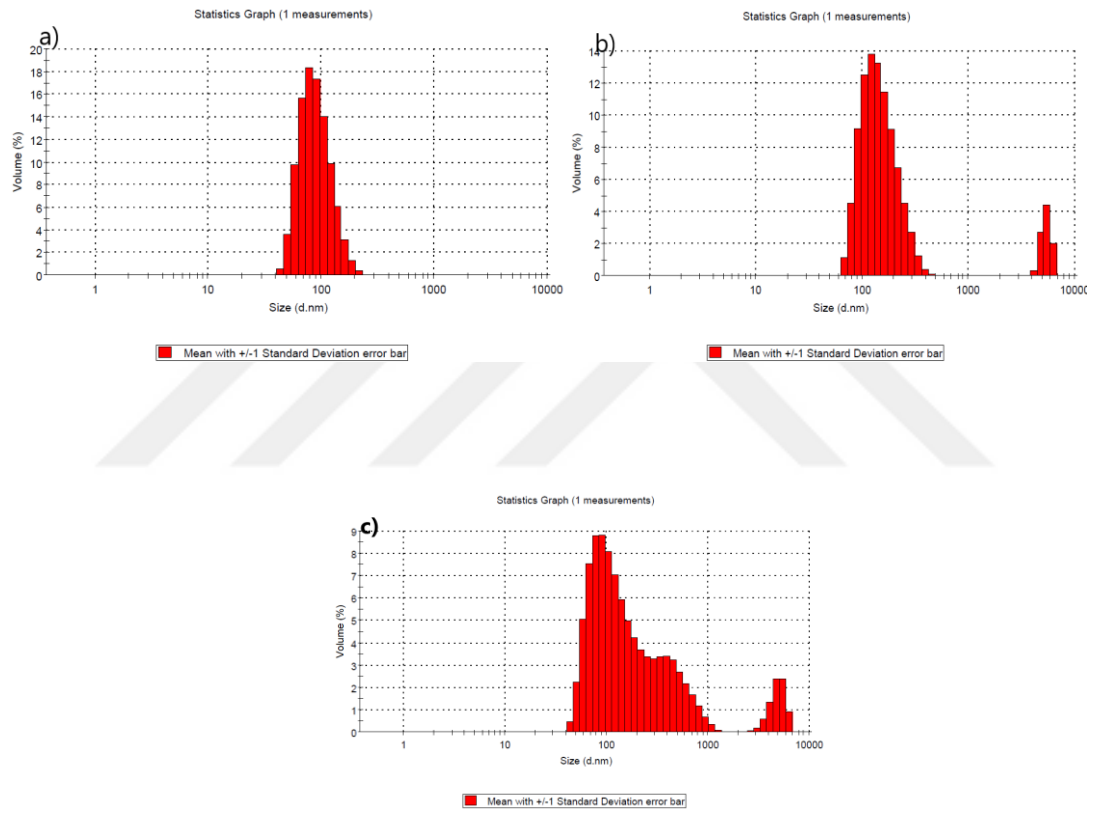 Statistics Graph (1 measurements)
a)
20
18
16
14
12
10
8
6
4
2
0
Volume (%)
1
10
100
1000
10000
Size (d.nm)
Mean with +/-1 Standard Deviation error bar
Statistics Graph (1 measurements)
b)
14
12
10
8
6
4
2
0
Volume (%)
1
10
100
1000
1000
Size (d.nm)
Mean with +/-1 Standard Deviation error bar
Statistics Graph (1 measurements)
c)
9
8
7
6
5
4
3
2
1
0
Volume (%)
1
10
100
1000
10000
Size (d.nm)
Mean with +/-1 Standard Deviation error bar